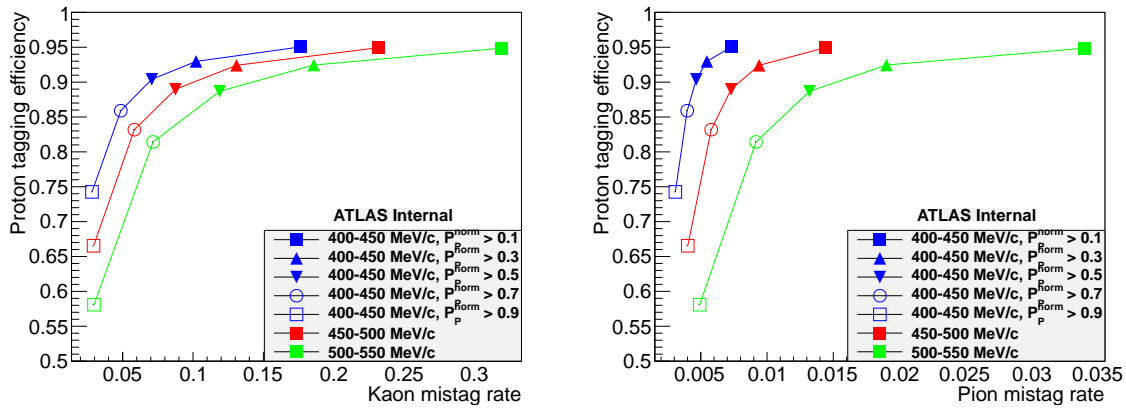 Proton tagging efficiency
1
0.95
0.9
0.85
0.8
0.75
0.7
0.65
0.6
0.55
0.5
ATLAS Internal
400-450 MeV/c, P_P^norm > 0.1
400-450 MeV/c, P_P^norm > 0.3
400-450 MeV/c, P_P^norm > 0.5
400-450 MeV/c, P_P^norm > 0.7
400-450 MeV/c, P_P^norm > 0.9
450-500 MeV/c
500-550 MeV/c
0.05 0.1 0.15 0.2 0.25 0.3
Kaon mistag rate
Proton tagging efficiency
1
0.95
0.9
0.85
0.8
0.75
0.7
0.65
0.6
0.55
0.5
ATLAS Internal
400-450 MeV/c, P_P^norm > 0.1
400-450 MeV/c, P_P^norm > 0.3
400-450 MeV/c, P_P^norm > 0.5
400-450 MeV/c, P_P^norm > 0.7
400-450 MeV/c, P_P^norm > 0.9
450-500 MeV/c
500-550 MeV/c
0.005 0.01 0.015 0.02 0.025 0.03 0.035
Pion mistag rate